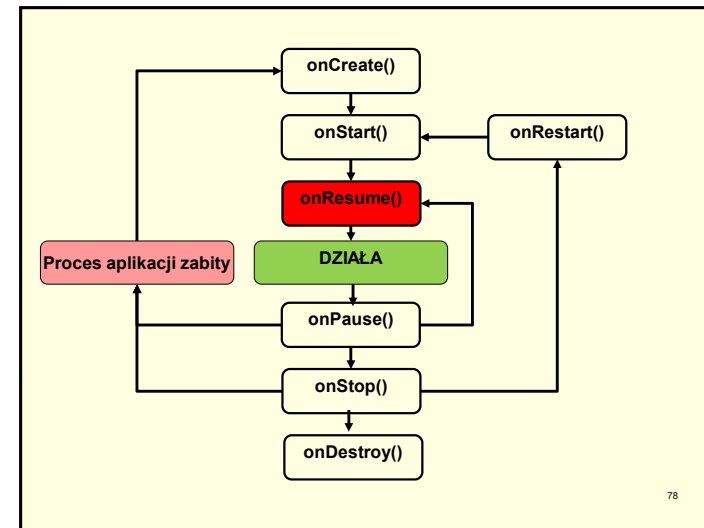 onCreate()
onStart()
onRestart()
onResume()
Proces aplikacji zabity
DZIAŁA
onPause()
onStop()
onDestroy()
78